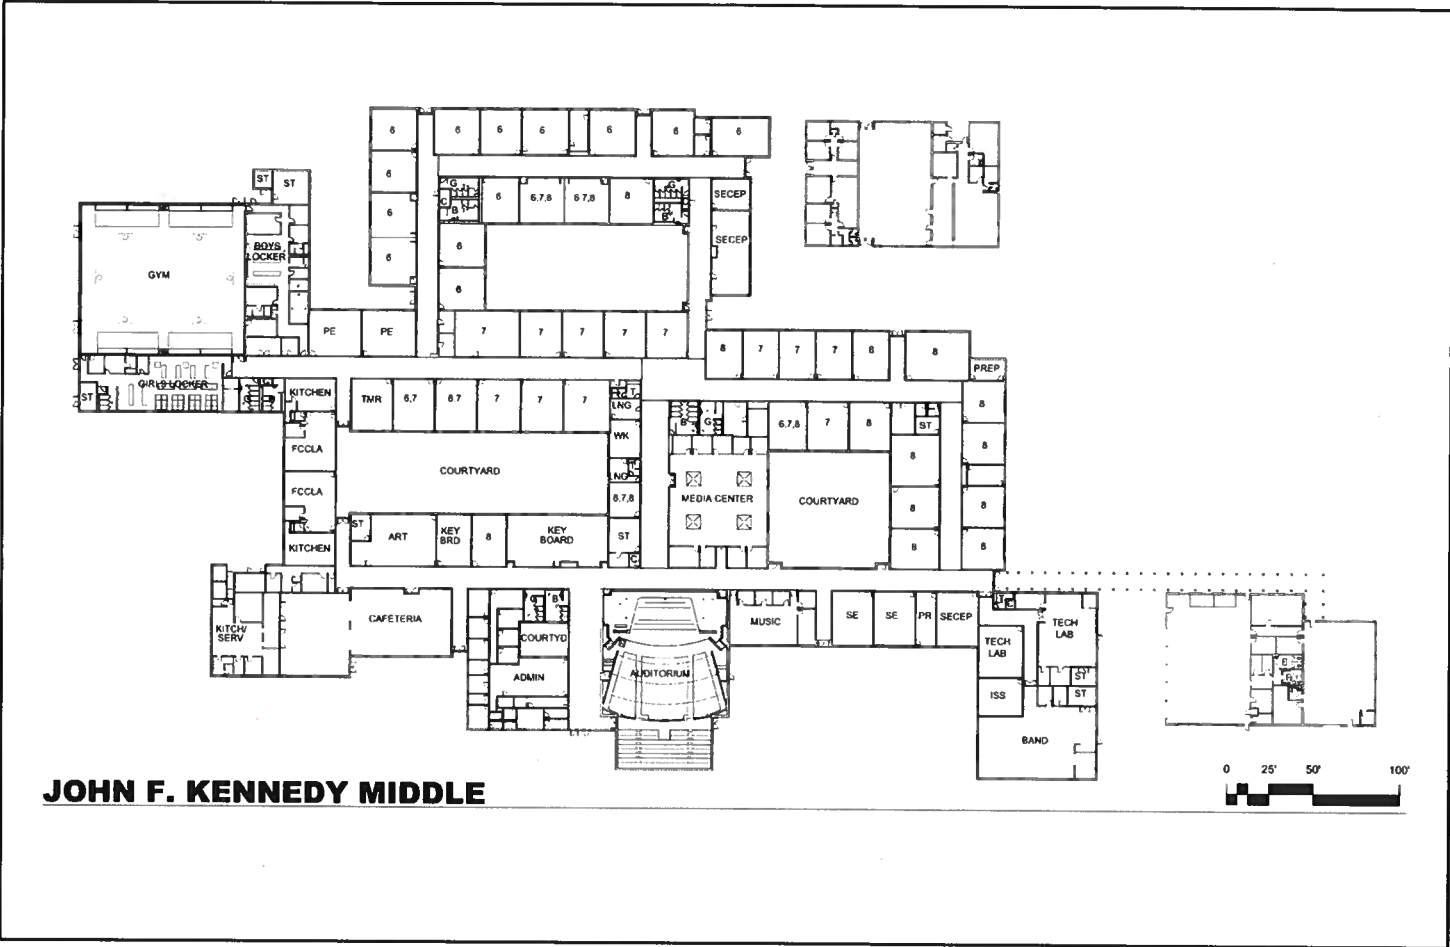 6 6 6 6 6 6 6
6
G 6 6,7,8 6,7,8 8 G SECEP
C B B
ST ST
6
SECEP
BOYS
LOCKER
6 6
GYM
6
PE PE 7 7 7 7 7
8 7 7 7 6 8
PREP
GIRLS LOCKER
ST
KITCHEN TMR 6,7 6,7 7 7 7 T
LNG
8
B G 6,7,8 7 8 ST
WK
FCCLA
8 8
COURTYARD
LNG
FCCLA
6,7,8 MEDIA CENTER COURTYARD
8 8
ST ART KEY
BRD
8 KEY
BOARD
ST
KITCHEN
C
8 8
KITCH/
SERV
CAFETERIA
G B
COURTYD
ADMIN
AUDITORIUM
MUSIC
SE SE PR SECEP
T C
TECH
LAB
TECH
LAB
ST
ST
ISS
BAND
JOHN F. KENNEDY MIDDLE
0 25' 50' 100'